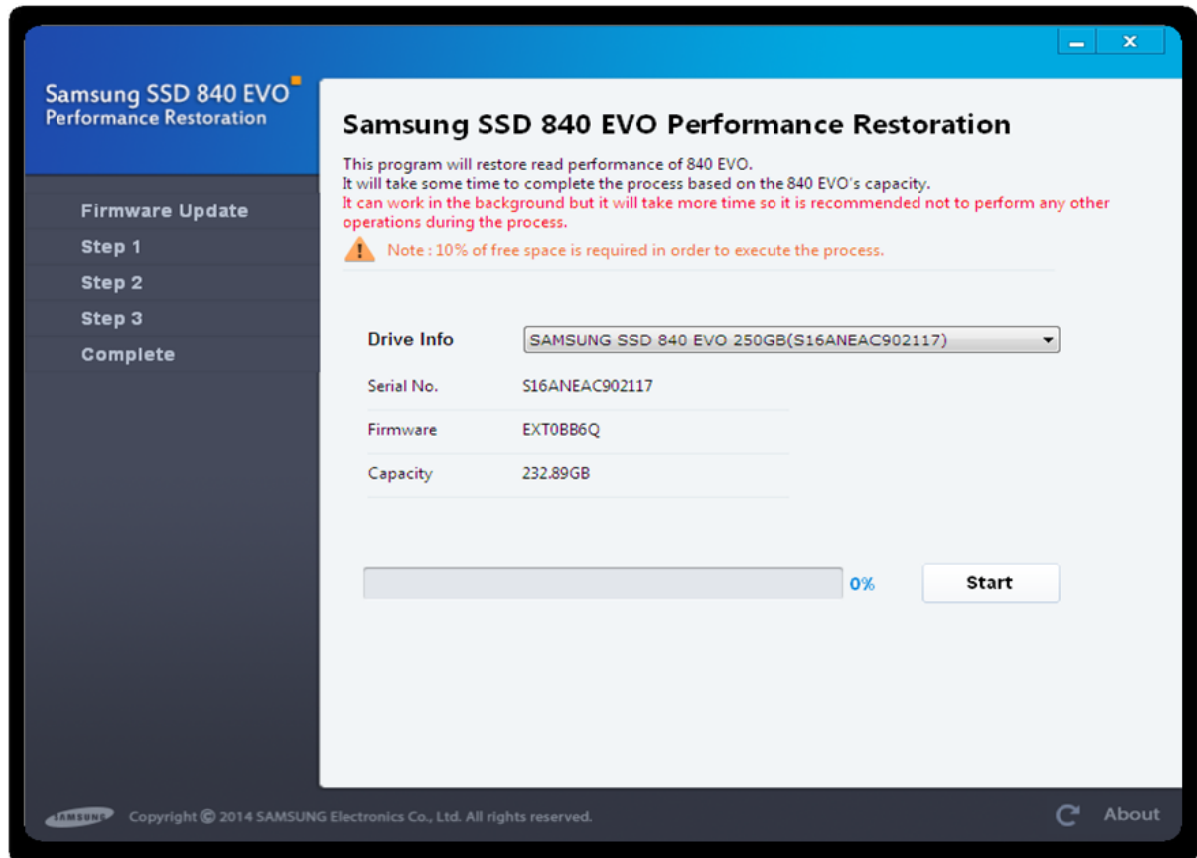 Samsung SSD 840 EVO
Performance Restoration
Firmware Update
Step 1
Step 2
Step 3
Complete
Samsung SSD 840 EVO Performance Restoration
This program will restore read performance of 840 EVO.
It will take some time to complete the process based on the 840 EVO's capacity.
It can work in the background but it will take more time so it is recommended not to perform any other
operations during the process.
Note : 10% of free space is required in order to execute the process.
Drive Info
SAMSUNG SSD 840 EVO 250GB(S16ANEAC902117)
Serial No. S16ANEAC902117
Firmware EXT0BB6Q
Capacity 232.89GB
0%
Start
SAMSUNG Copyright © 2014 SAMSUNG Electronics Co., Ltd. All rights reserved.
About